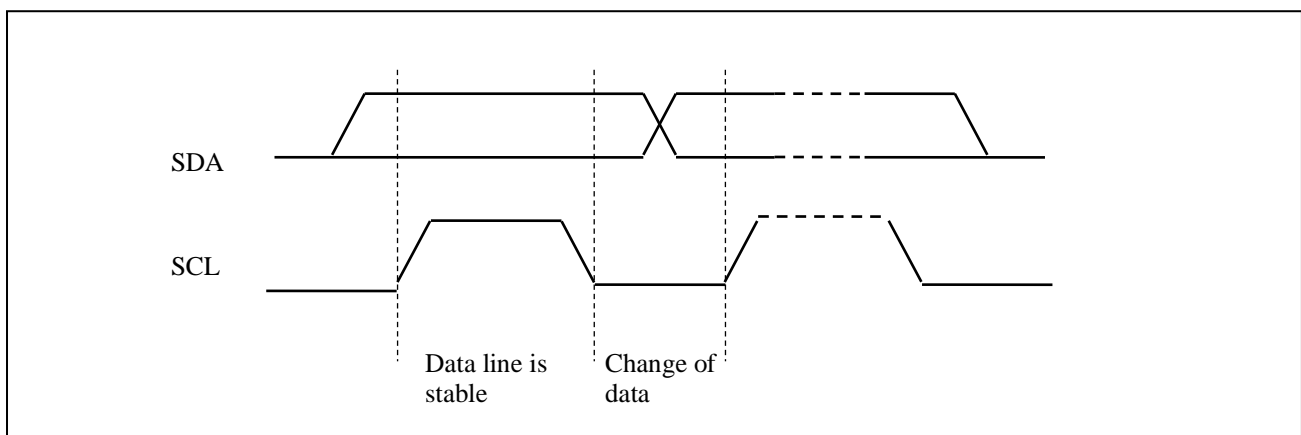 SDA
SCL
Data line is
stable
Change of
data